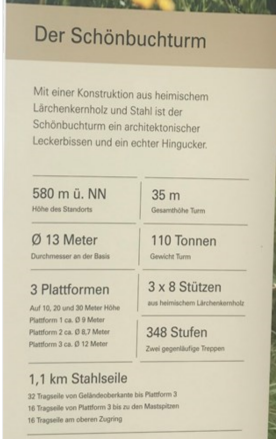 Der Schönbuchturm
Mit einer Konstruktion aus heimischem
Lärchenkernholz und Stahl ist der
Schönbuchturm ein architektonischer
Leckerbissen und ein echter Hingucker.
580 m ü. NN
Höhe des Standorts
35 m
Gesamthöhe Turm
Ø 13 Meter
Durchmesser an der Basis
110 Tonnen
Gewicht Turm
3 Plattformen
Auf 10, 20 und 30 Meter Höhe
Plattform 1 ca. Ø 9 Meter
Plattform 2 ca. Ø 8,7 Meter
Plattform 3 ca. Ø 12 Meter
3 x 8 Stützen
aus heimischem Lärchenkernholz
348 Stufen
Zwei gegenläufige Treppen
1,1 km Stahlseile
32 Tragseile von Geländeoberkante bis Plattform 3
16 Tragseile von Plattform 3 bis zu den Mastspitzen
16 Tragseile am oberen Zugring